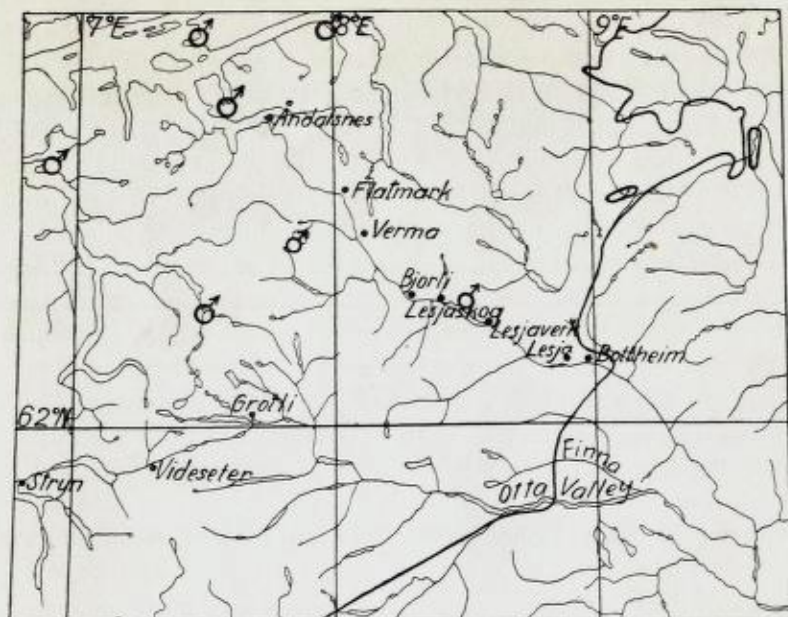 7°E
8°E
9°E
Åndalsnes
Flatmark
Verma
Bjorli
Lesjaskog
Lesjaverk
Lesja
Bottheim
Grotli
62°N
Finna
Stryn
Videseter
Otta Valley